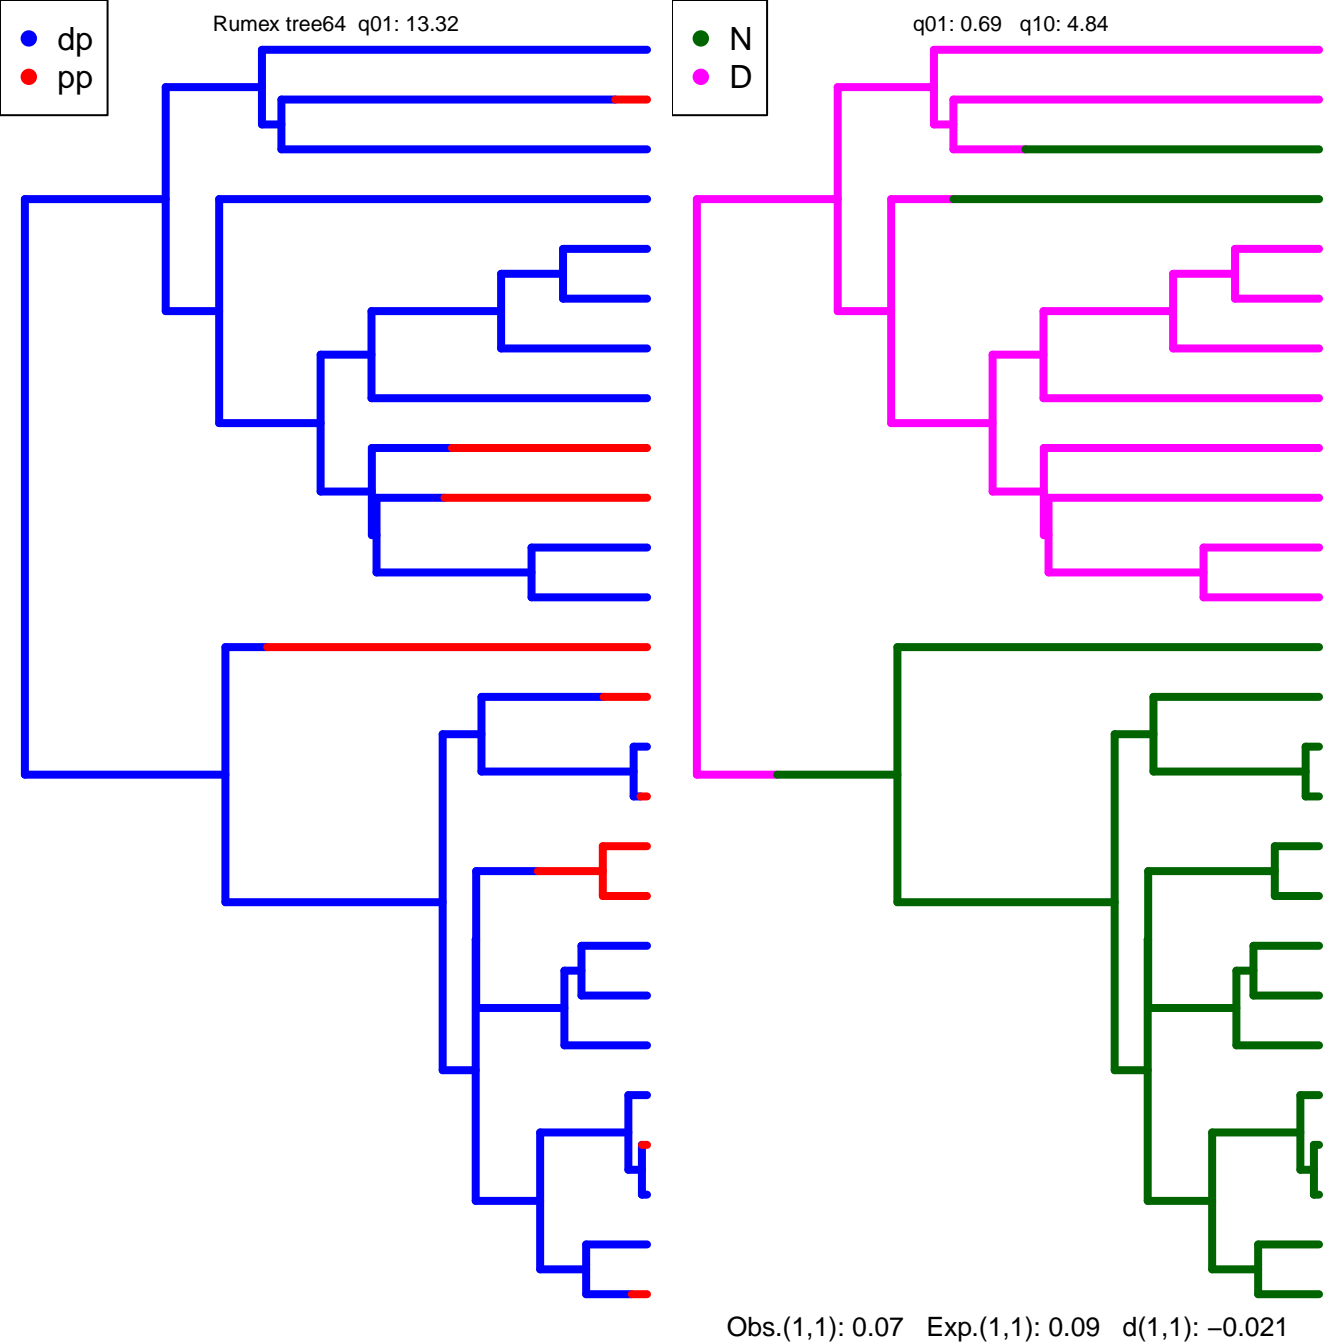 Rumex tree64 q01: 13.32
dp
pp
q01: 0.69 q10: 4.84
N
D
Obs.(1,1): 0.07 Exp.(1,1): 0.09 d(1,1): −0.021